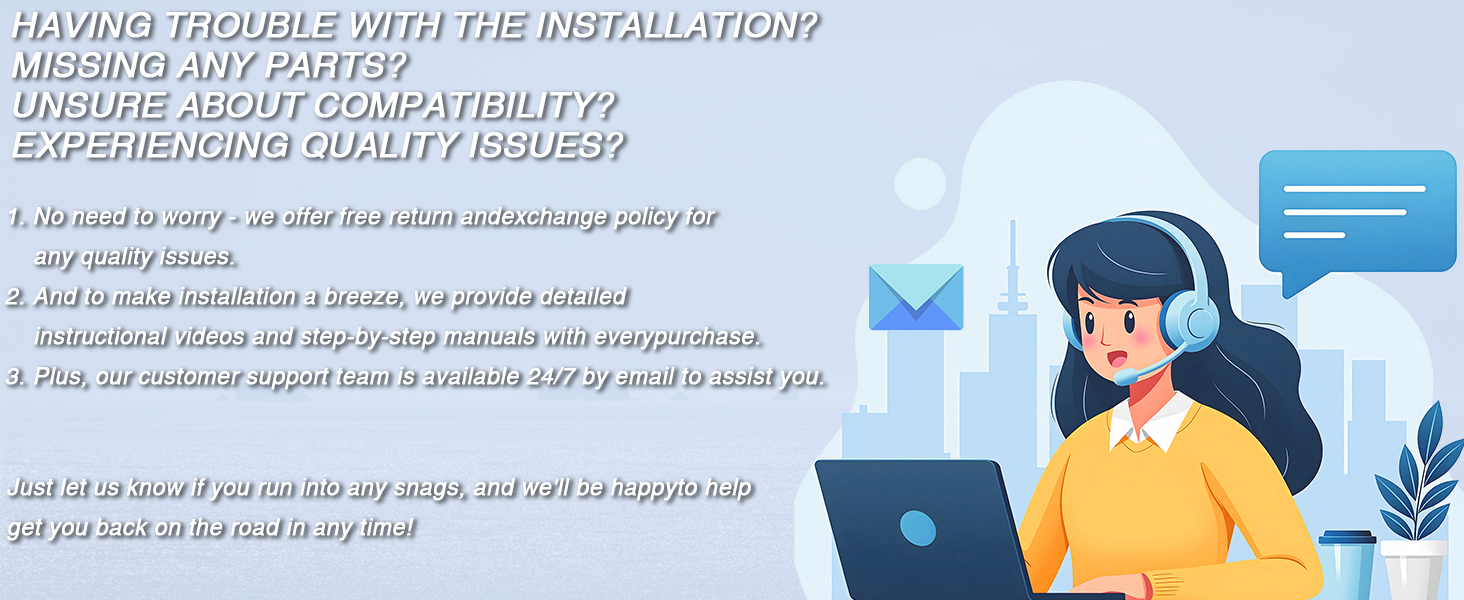 HAVING TROUBLE WITH THE INSTALLATION?
MISSING ANY PARTS?
UNSURE ABOUT COMPATIBILITY?
EXPERIENCING QUALITY ISSUES?
1. No need to worry - we offer free return andexchange policy for
any quality issues.
2. And to make installation a breeze, we provide detailed
instructional videos and step-by-step manuals with everypurchase.
3. Plus, our customer support team is available 24/7 by email to assist you.
Just let us know if you run into any snags, and we'll be happyto help
get you back on the road in any time!